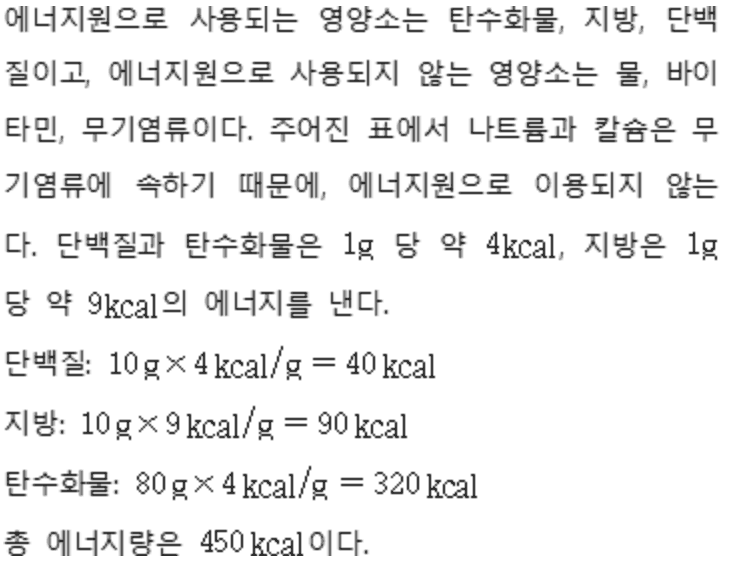 에너지원으로 사용되는 영양소는 탄수화물, 지방, 단백
질이고, 에너지원으로 사용되지 않는 영양소는 물, 바이
타민, 무기염류이다. 주어진 표에서 나트륨과 칼슘은 무
기염류에 속하기 때문에, 에너지원으로 이용되지 않는
다. 단백질과 탄수화물은 1g 당 약 4kcal, 지방은 1g
당 약 9kcal의 에너지를 낸다.
단백질: 10g×4kcal/g=40kcal
지방: 10g×9kcal/g=90kcal
탄수화물: 80g×4kcal/g=320kcal
총 에너지량은 450kcal이다.